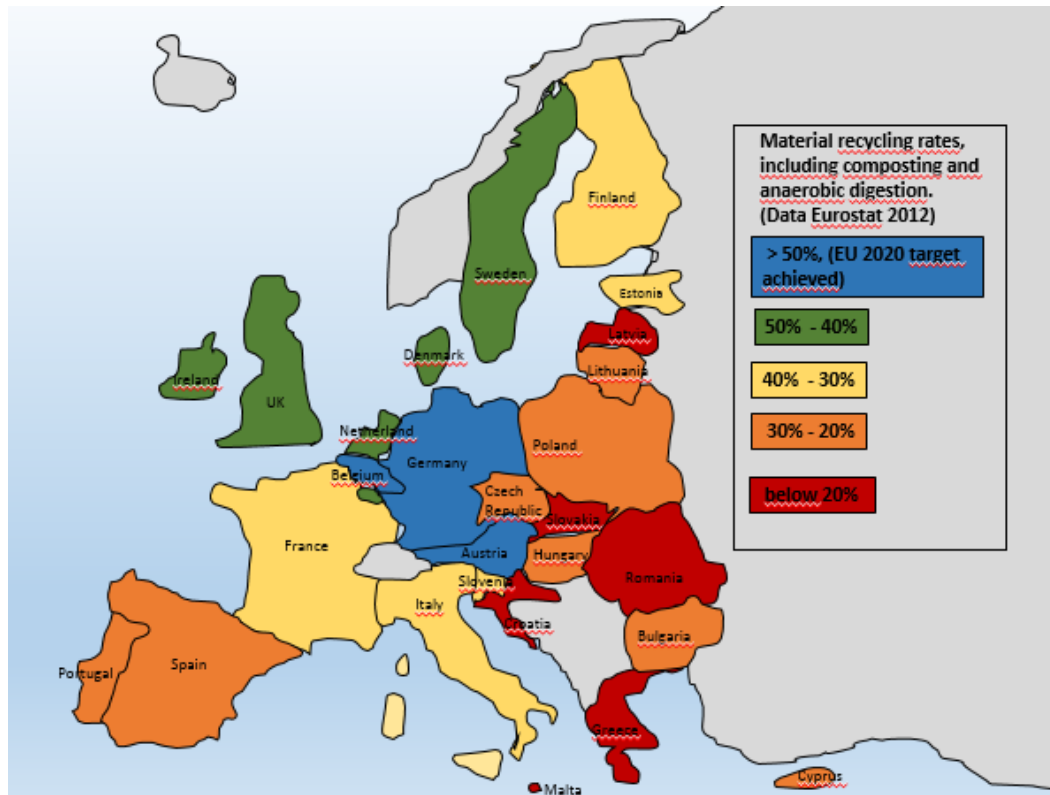 Material recycling rates,
including composting and
anaerobic digestion.
(Data Eurostat 2012)
> 50%, (EU 2020 target
achieved)
50% - 40%
40% - 30%
30% - 20%
below 20%
Finland
Sweden
Estonia
Latvia
Denmark
Lithuania
Ireland
UK
Netherland
Poland
Belgium
Germany
Czech
Republic
Slovakia
France
Austria
Hungary
Slovenia
Romania
Italy
Croatia
Bulgaria
Portugal
Spain
Greece
Cyprus
Malta